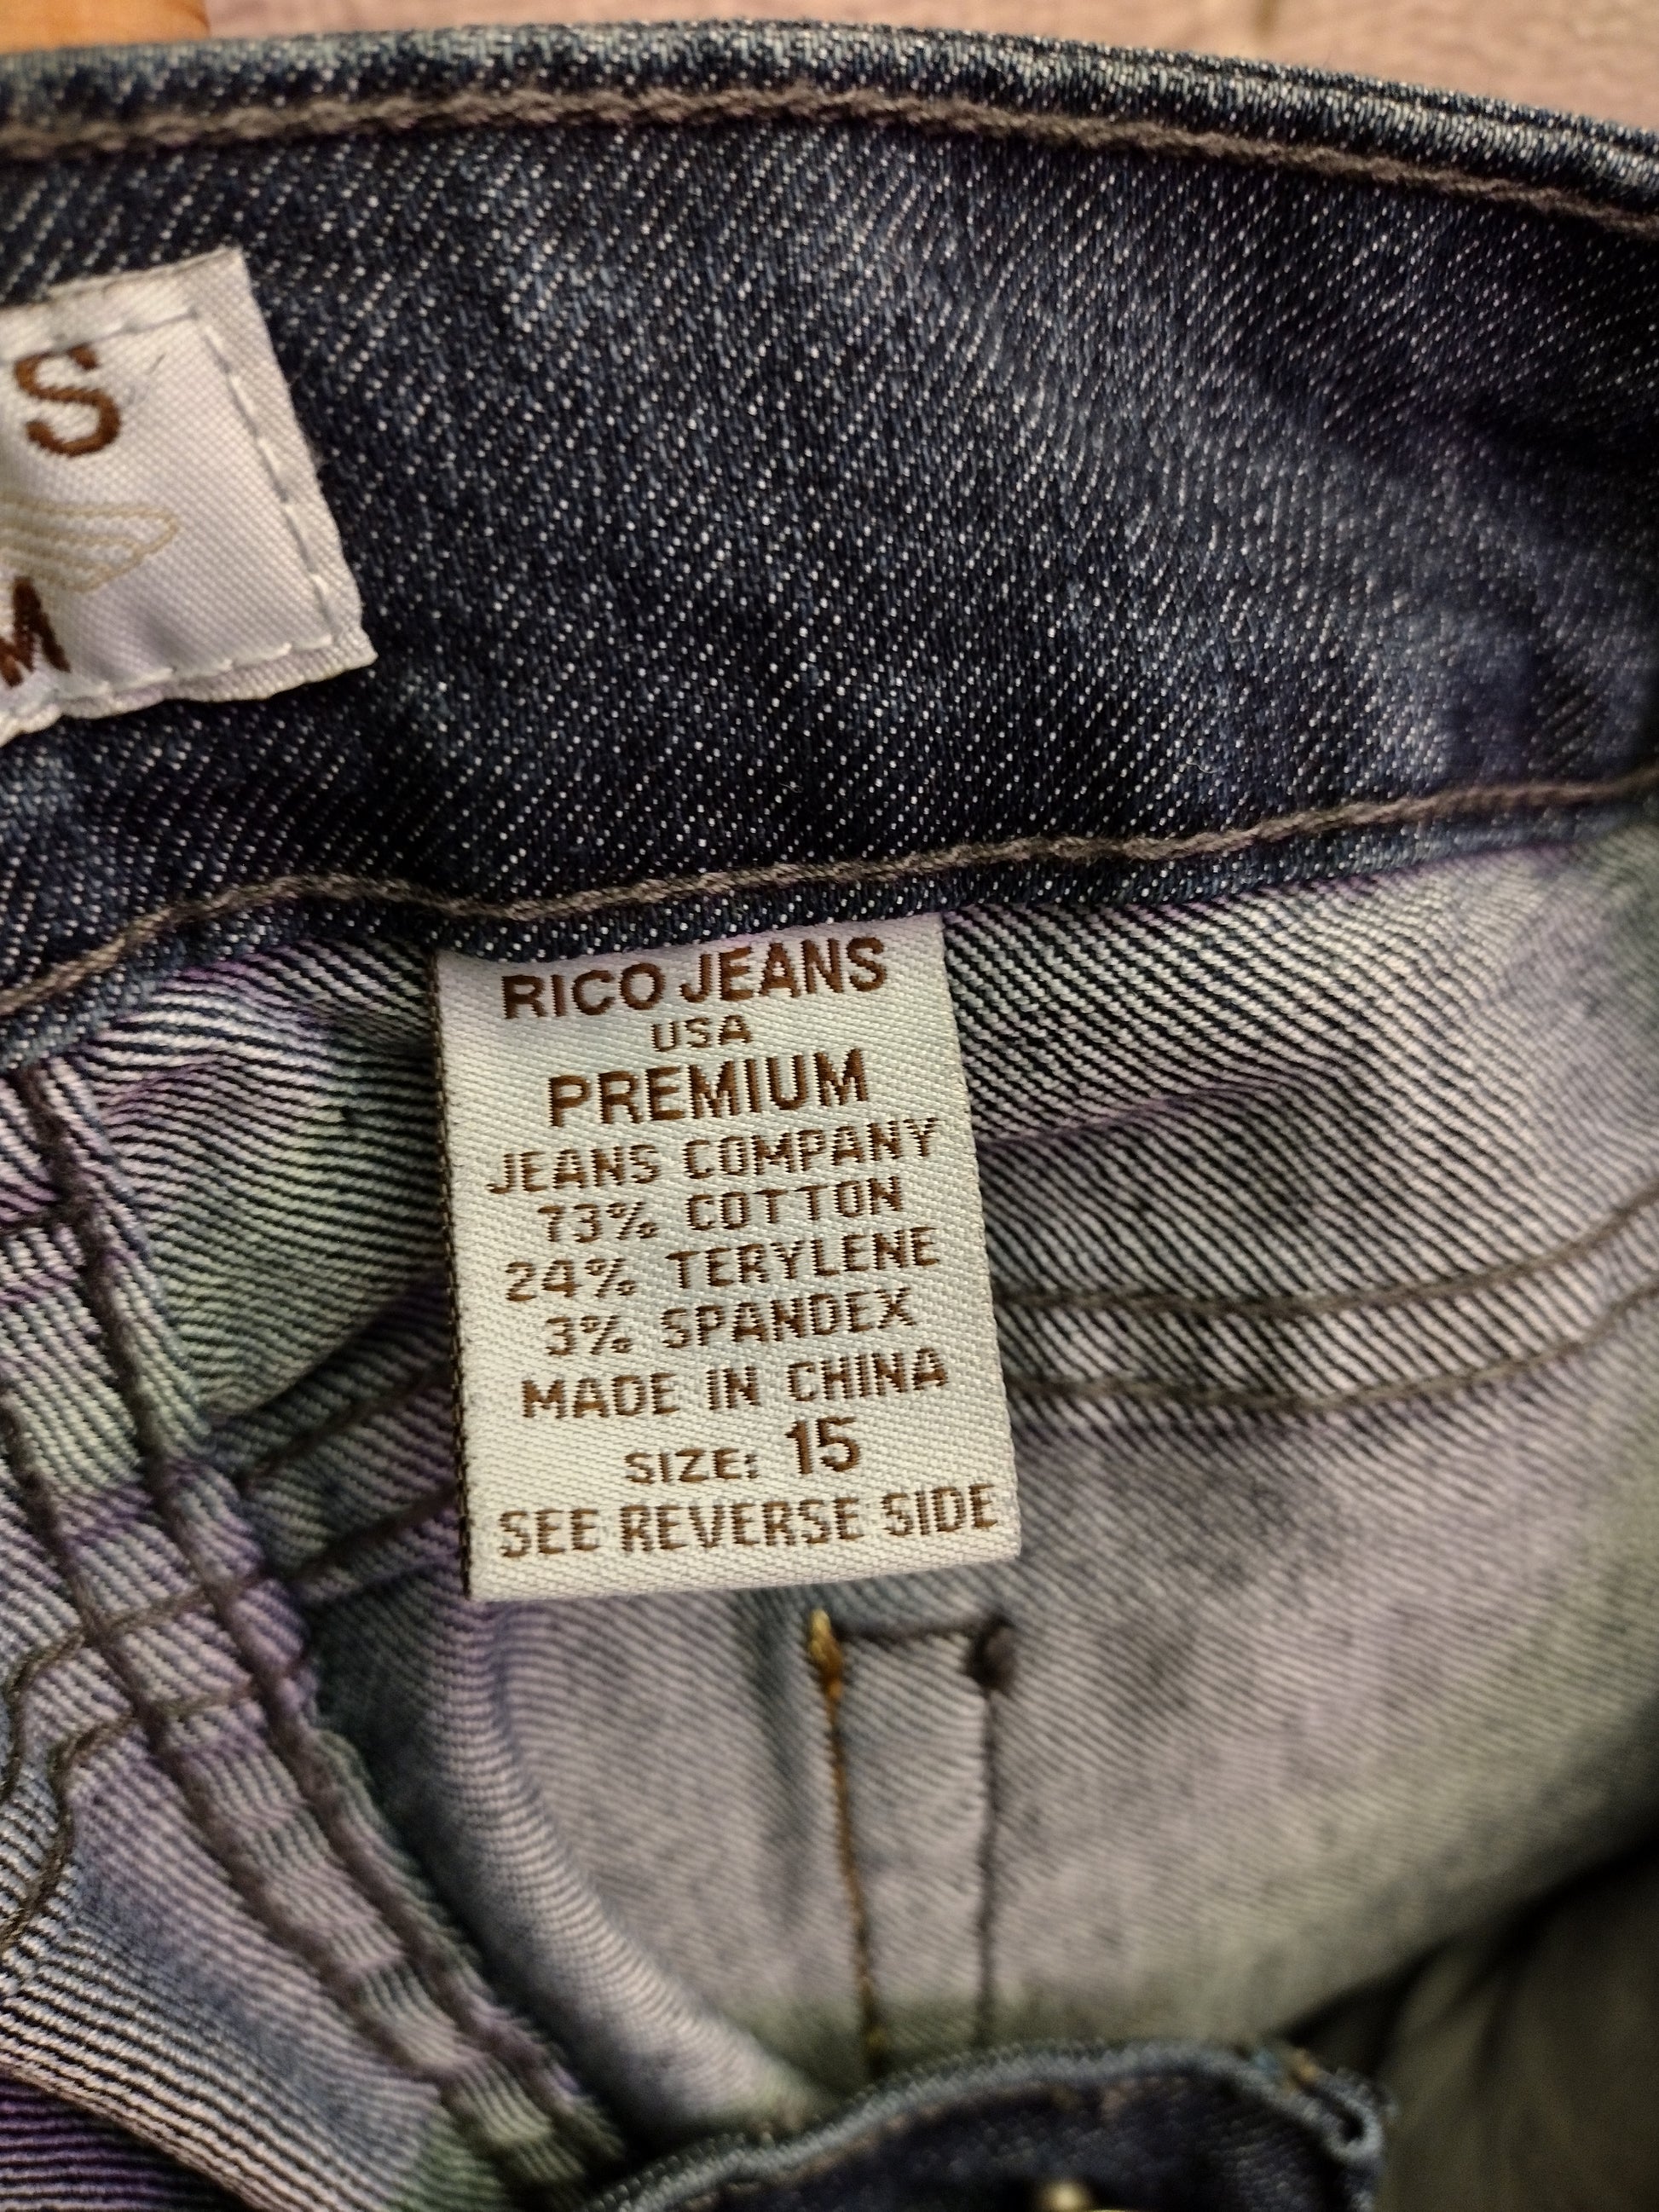 S
M
RICO JEANS
USA
PREMIUM
JEANS COMPANY
73% COTTON
24% TERYLENE
3% SPANDEX
MADE IN CHINA
SIZE: 15
SEE REVERSE SIDE